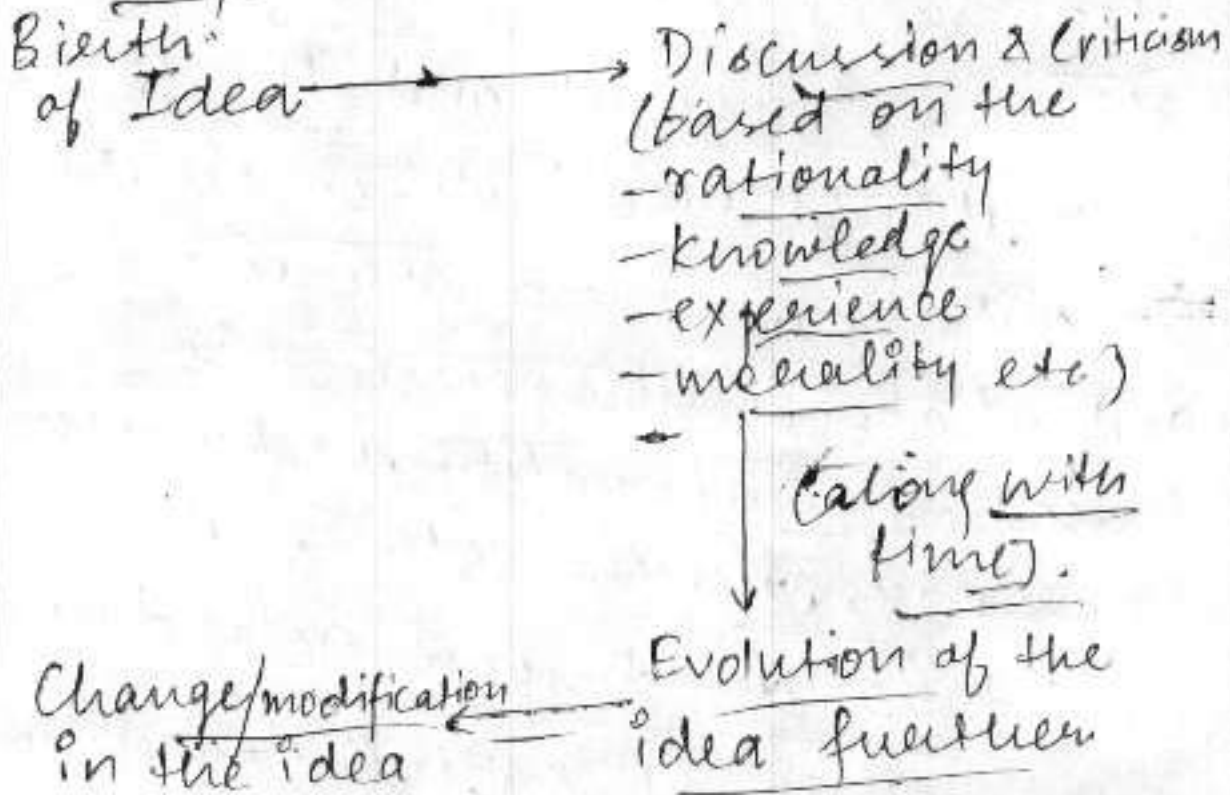 Birth
of Idea
Discussion & Criticism
(based on the
- rationality
- knowledge
- experience
- morality etc)
(along with
time).
Evolution of the
idea further
Change/modification
in the idea